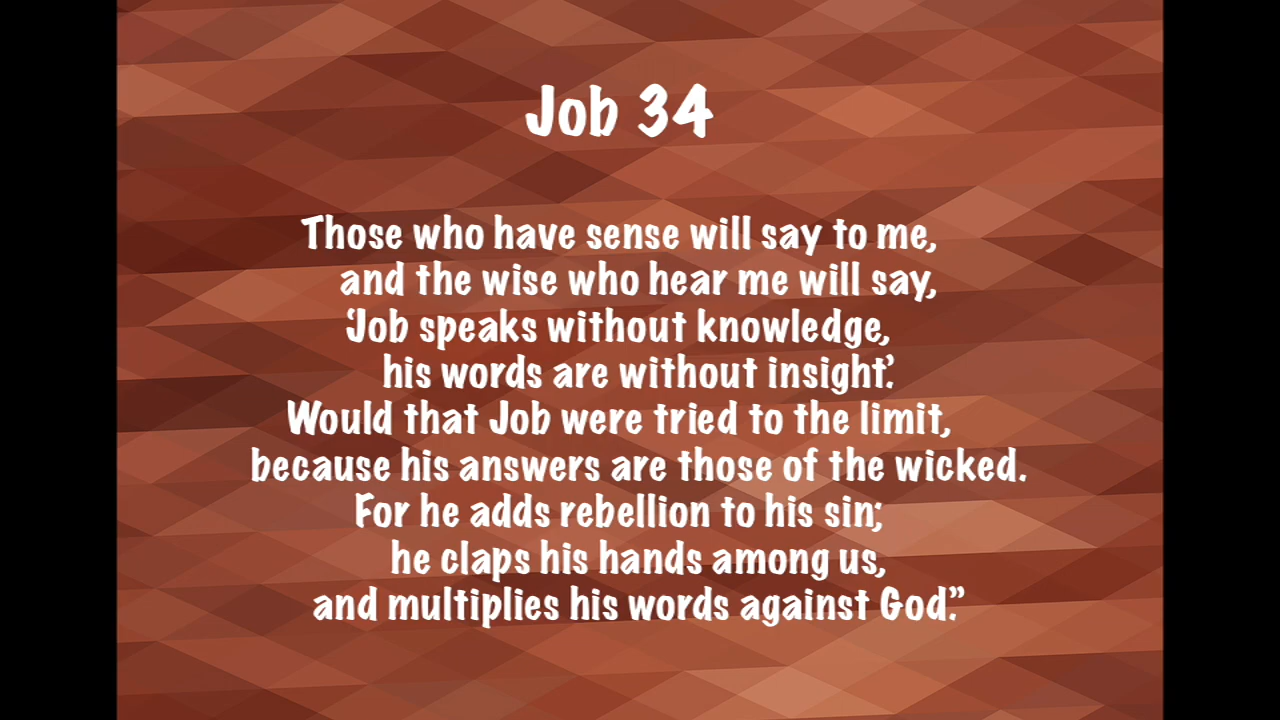 Job 34
Those who have sense will say to me,
and the wise who hear me will say,
‘Job speaks without knowledge,
his words are without insight.’
Would that Job were tried to the limit,
because his answers are those of the wicked.
For he adds rebellion to his sin;
he claps his hands among us,
and multiplies his words against God.”